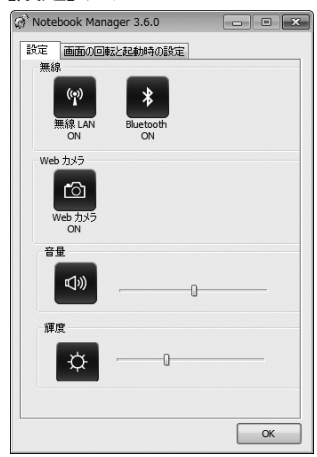 Notebook Manager 3.6.0
設定 画面の回転と起動時の設定
無線
無線 LAN Bluetooth
ON ON
Web カメラ
Web カメラ
ON
音量
輝度
OK